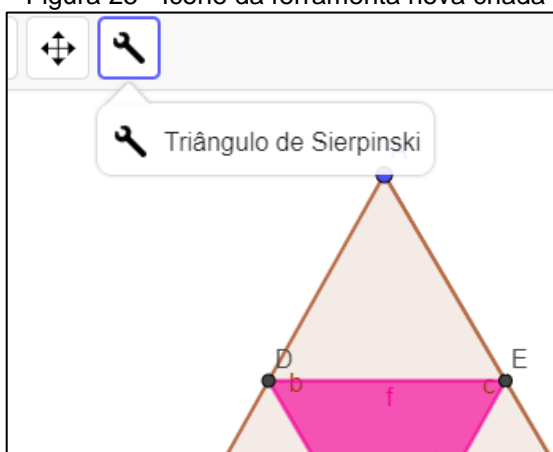 Figura 28 - Ícone da ferramenta nova criada
Triângulo de Sierpinski
D
E
b
c
f